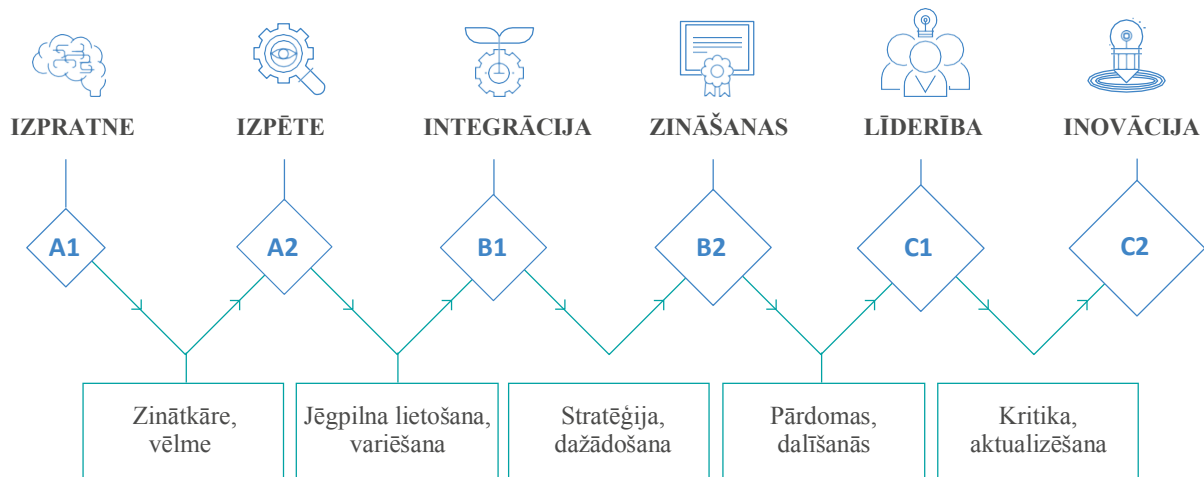 IZPRATNE
IZPĒTE
INTEGRĀCIJA
ZINĀŠANAS
LĪDERĪBA
INOVĀCIJA
A1
A2
B1
B2
C1
C2
Zinātkāre,
vēlme
Jēgpilna lietošana,
variēšana
Stratēģija,
dažādošana
Pārdomas,
dalīšanās
Kritika,
aktualizēšana